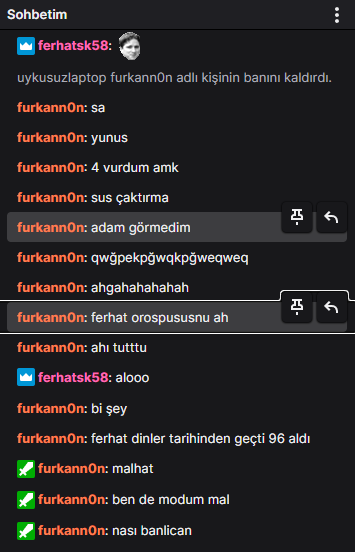 Sohbetim
ferhatsk58:
uykusuzlaptop furkann0n adlı kişinin banını kaldırdı.
furkann0n: sa
furkann0n: yunus
furkann0n: 4 vurdum amk
furkann0n: sus çaktırma
furkann0n: adam görmedim
furkann0n: qwğpekpğwqkpğweqweq
furkann0n: ahgahahahahah
furkann0n: ferhat orospususnu ah
furkann0n: ahı tutttu
ferhatsk58: alooo
furkann0n: bi şey
furkann0n: ferhat dinler tarihinden geçti 96 aldı
furkann0n: malhat
furkann0n: ben de modum mal
furkann0n: nası banlican